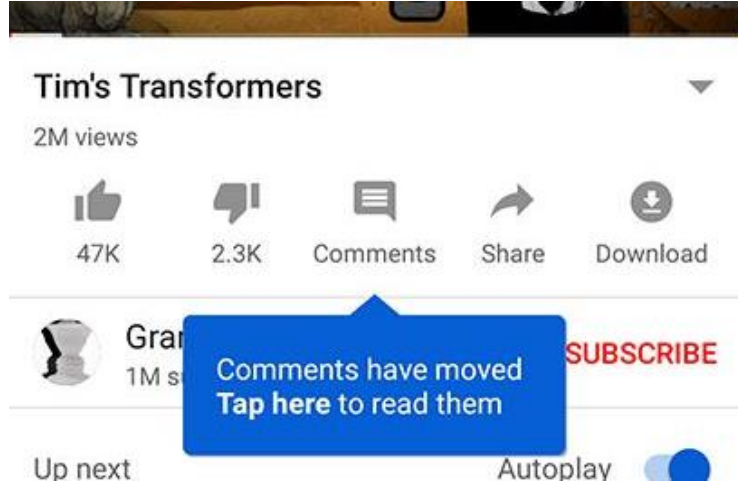 Tim's Transformers
2M views
47K 2.3K Comments Share Download
Comments have moved
Tap here to read them
1M
SUBSCRIBE
Up next Autoplay